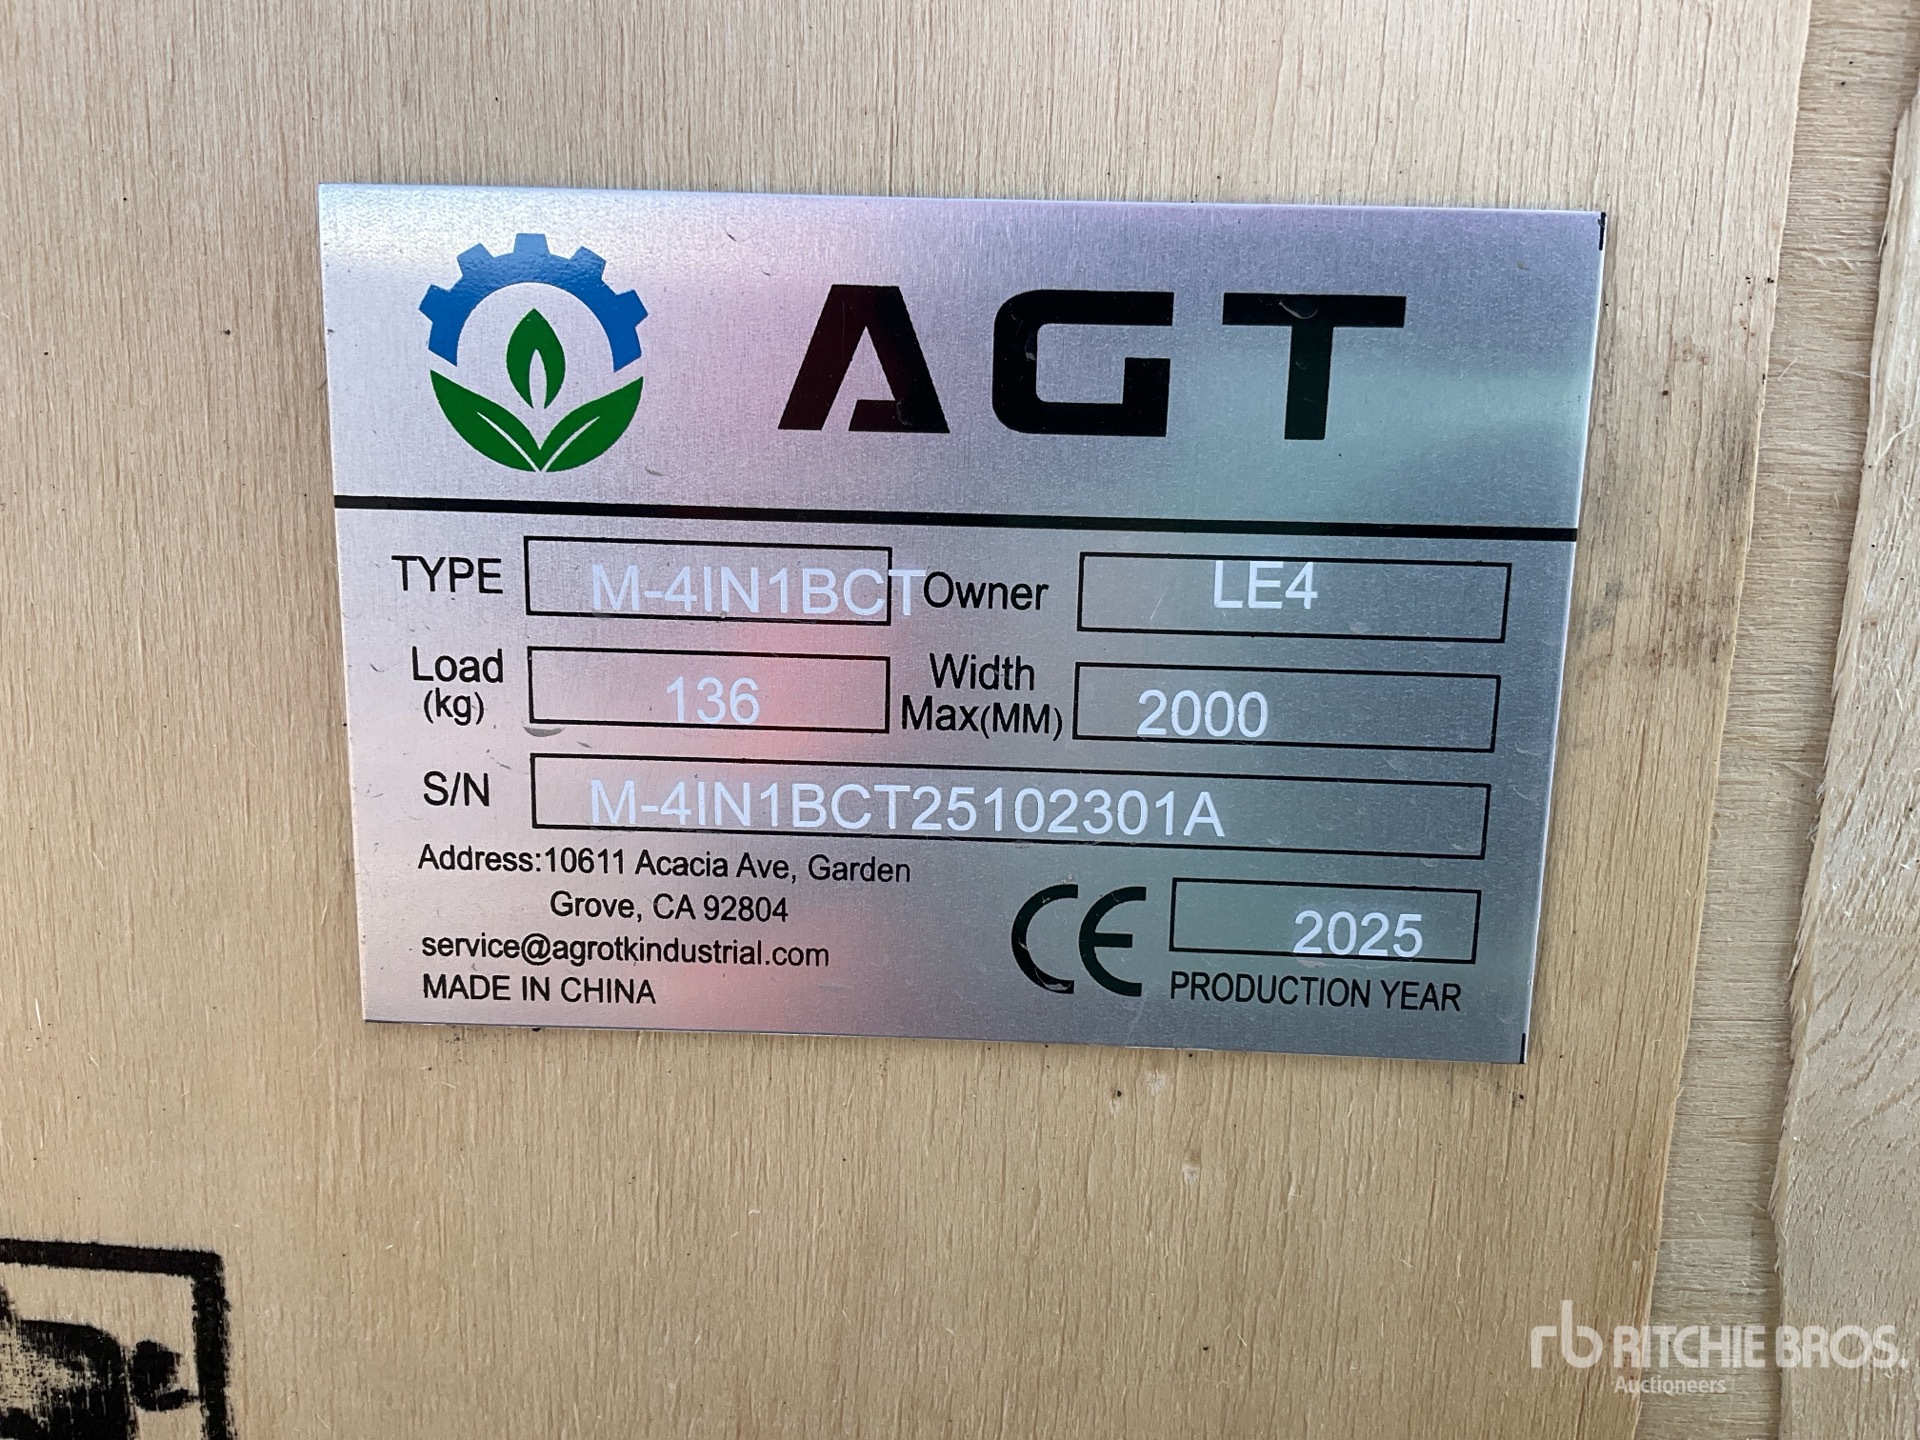 AGT
TYPE M-4IN1BCT Owner LE4
Load (kg) 136 Width Max(MM) 2000
S/N M-4IN1BCT25102301A
Address:10611 Acacia Ave, Garden
Grove, CA 92804
service@agrotkindustrial.com
MADE IN CHINA
CE 2025
PRODUCTION YEAR
rb RITCHIE BROS.
Auctioneers